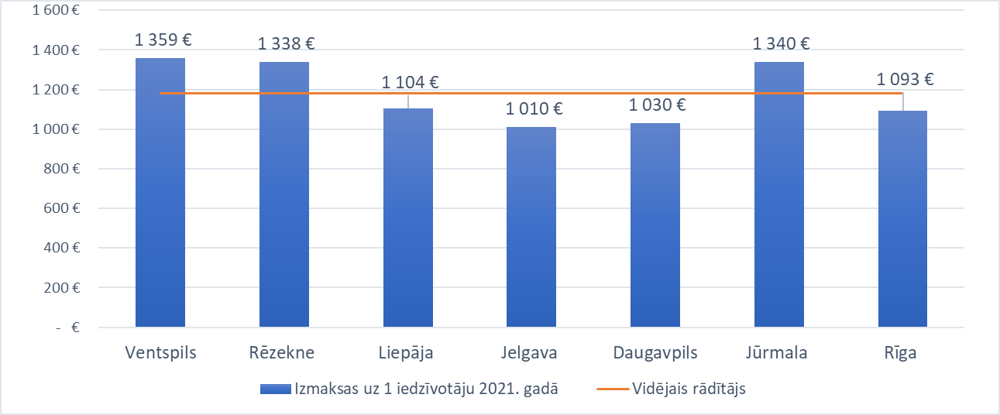 1 600 €
1 400 €
1 200 €
1 000 €
800 €
600 €
400 €
200 €
- €
1 359 €
1 338 €
1 104 €
1 010 €
1 030 €
1 340 €
1 093 €
Ventspils Rēzekne Liepāja Jelgava Daugavpils Jūrmala Rīga
Izmaksas uz 1 iedzīvotāju 2021. gadā Vidējais rādītājs